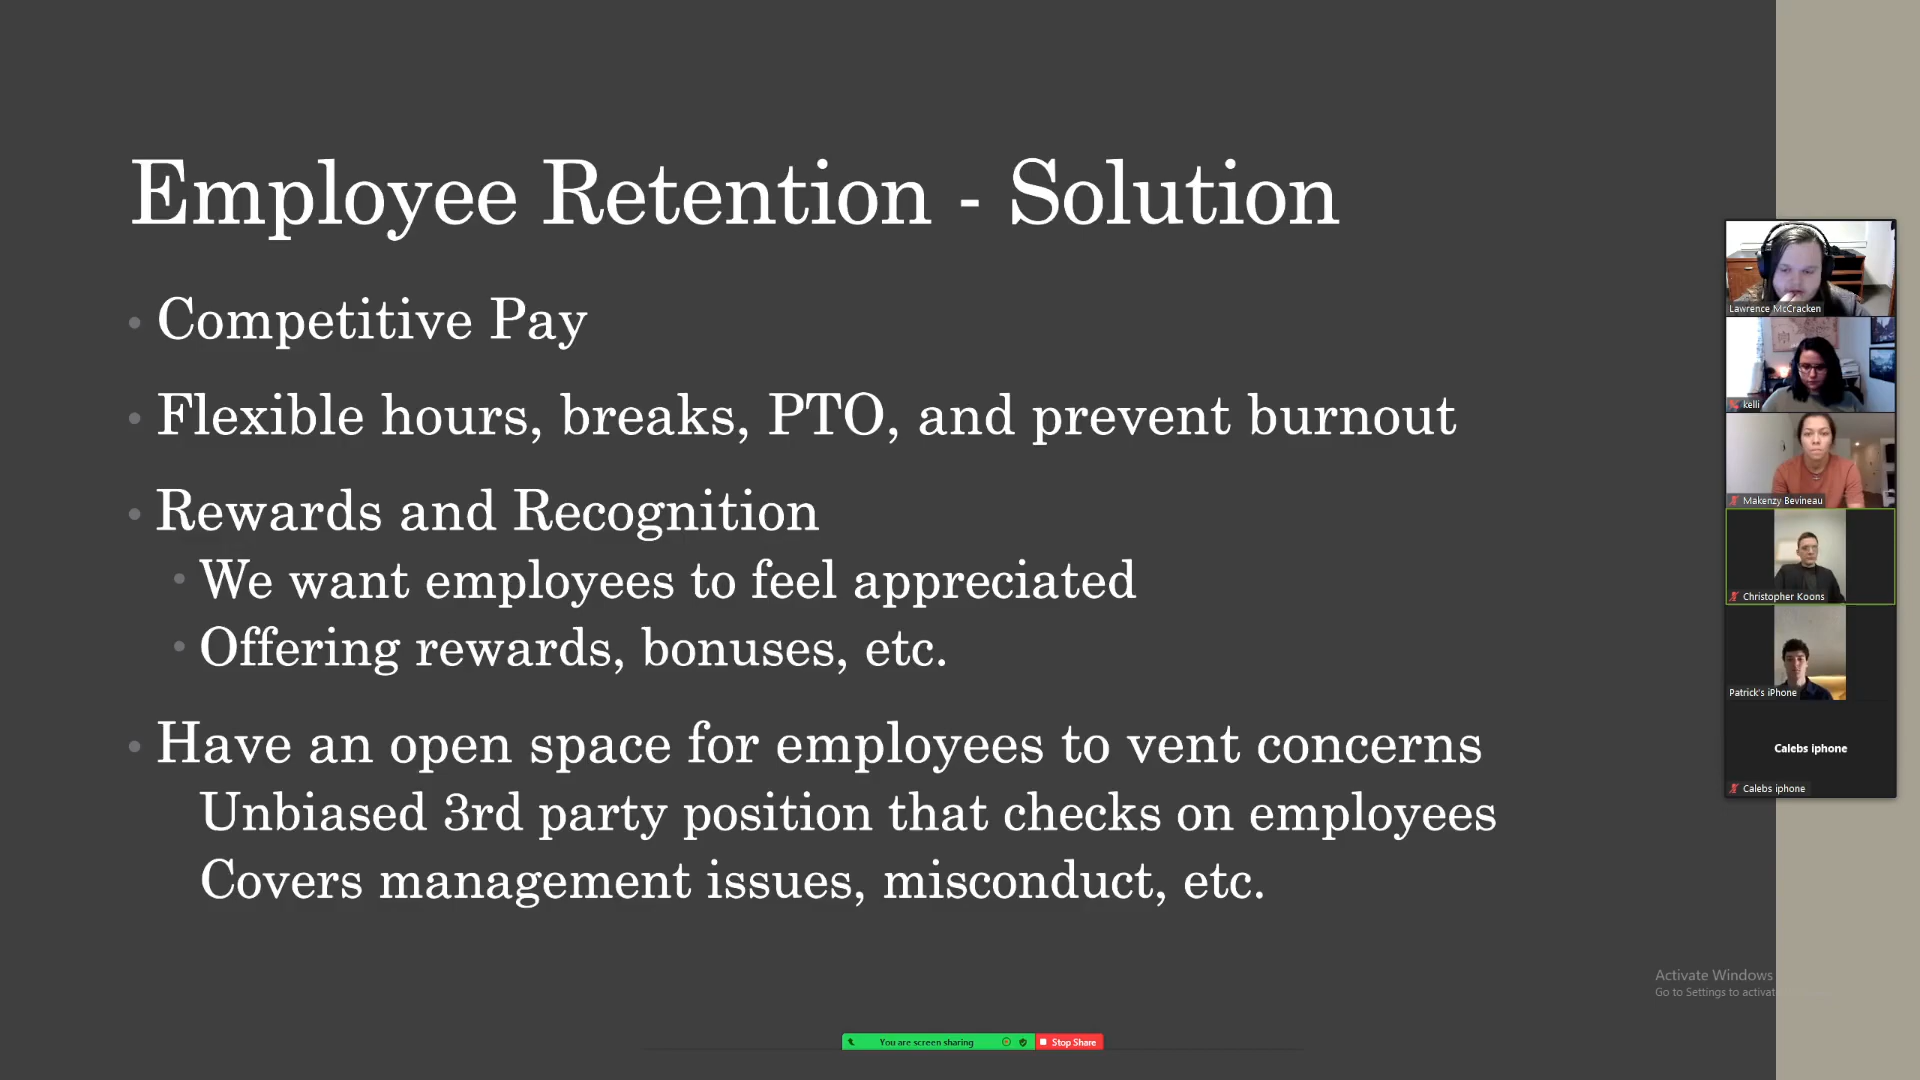 Employee Retention - Solution
• Competitive Pay
• Flexible hours, breaks, PTO, and prevent burnout
• Rewards and Recognition
• We want employees to feel appreciated
• Offering rewards, bonuses, etc.
• Have an open space for employees to vent concerns
Unbiased 3rd party position that checks on employees
Covers management issues, misconduct, etc.
Lawrence McCracken
kelli
Makenzy Bevineau
Christopher Koons
Patrick's iPhone
Calebs iphone
Calebs iphone
Activate Windows
Go to Settings to activat
You are screen sharing
Stop Share